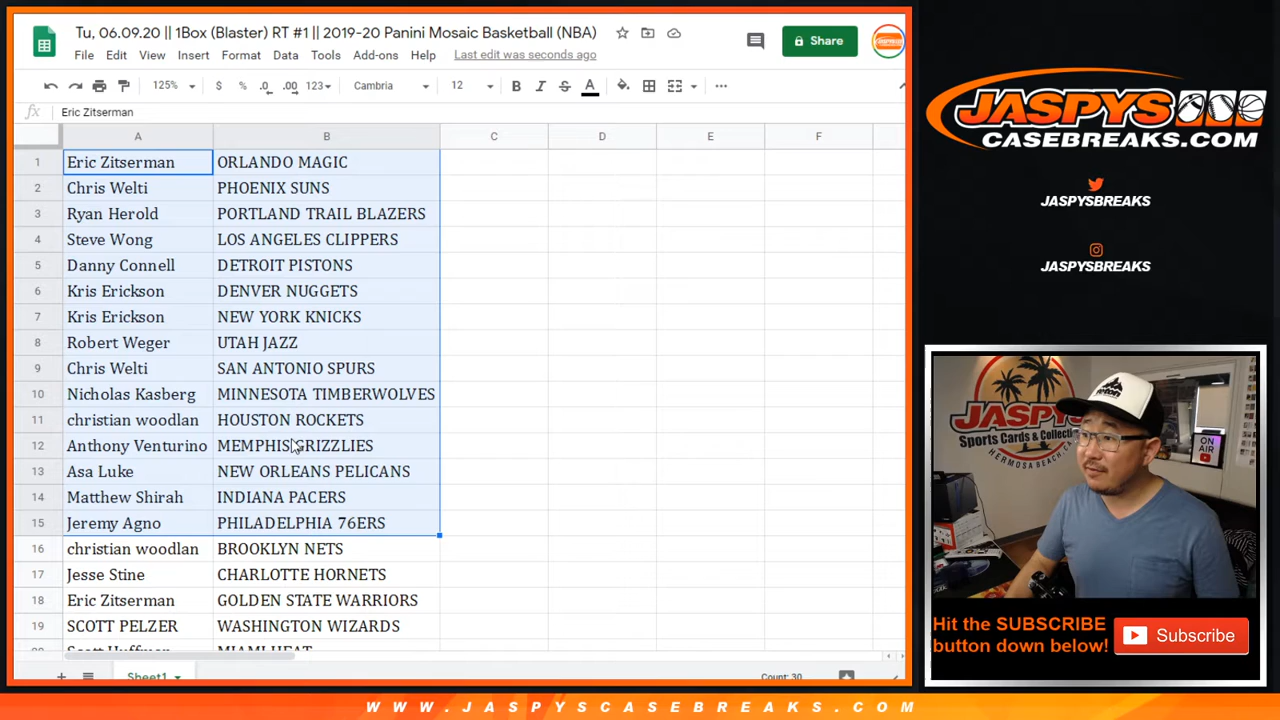 Tu, 06.09.20 || 1Box (Blaster) RT #1 || 2019-20 Panini Mosaic Basketball (NBA)
File Edit View Insert Format Data Tools Add-ons Help Last edit was seconds ago
Share
125% $ % .0 .00 123 Cambria 12 B I S A
fx Eric Zitserman
A B C D E F
1 Eric Zitserman ORLANDO MAGIC
2 Chris Welti PHOENIX SUNS
3 Ryan Herold PORTLAND TRAIL BLAZERS
4 Steve Wong LOS ANGELES CLIPPERS
5 Danny Connell DETROIT PISTONS
6 Kris Erickson DENVER NUGGETS
7 Kris Erickson NEW YORK KNICKS
8 Robert Weger UTAH JAZZ
9 Chris Welti SAN ANTONIO SPURS
10 Nicholas Kasberg MINNESOTA TIMBERWOLVES
11 christian woodlan HOUSTON ROCKETS
12 Anthony Venturino MEMPHIS GRIZZLIES
13 Asa Luke NEW ORLEANS PELICANS
14 Matthew Shirah INDIANA PACERS
15 Jeremy Agno PHILADELPHIA 76ERS
16 christian woodlan BROOKLYN NETS
17 Jesse Stine CHARLOTTE HORNETS
18 Eric Zitserman GOLDEN STATE WARRIORS
19 SCOTT PELZER WASHINGTON WIZARDS
Scott Huffman MIAMI HEAT
Sheet1 Count: 30
JASPYS
CASEBREAKS.COM
JASPYSBREAKS
JASPYSBREAKS
JASPYS
Sports Cards & Collectibles
HERMOSA BEACH, CA
ON AIR
Hit the SUBSCRIBE
button down below!
Subscribe
WWW.JASPYSCASEBREAKS.COM